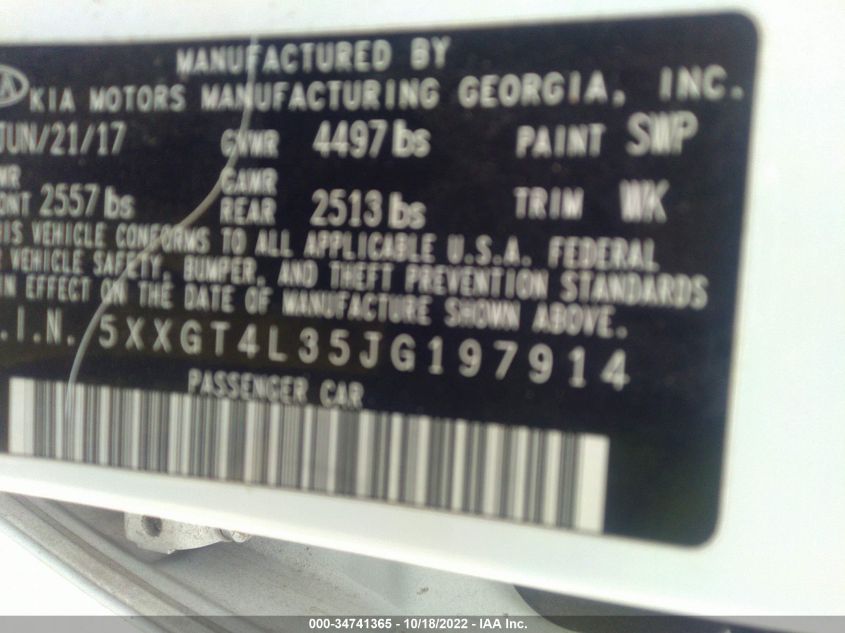 MANUFACTURED BY
KIA MOTORS MANUFACTURING GEORGIA, INC.
JUN/21/17 GVWR 4497 lbs PAINT SWP
GAWR
2557 lbs REAR 2513 lbs TRIM WK
VEHICLE CONFORMS TO ALL APPLICABLE U.S.A. FEDERAL
VEHICLE SAFETY, BUMPER, AND THEFT PREVENTION STANDARDS
IN EFFECT ON THE DATE OF MANUFACTURE SHOWN ABOVE.
.I.N. 5XXGT4L35JG197914
PASSENGER CAR
000-34741365 - 10/18/2022 - IAA Inc.